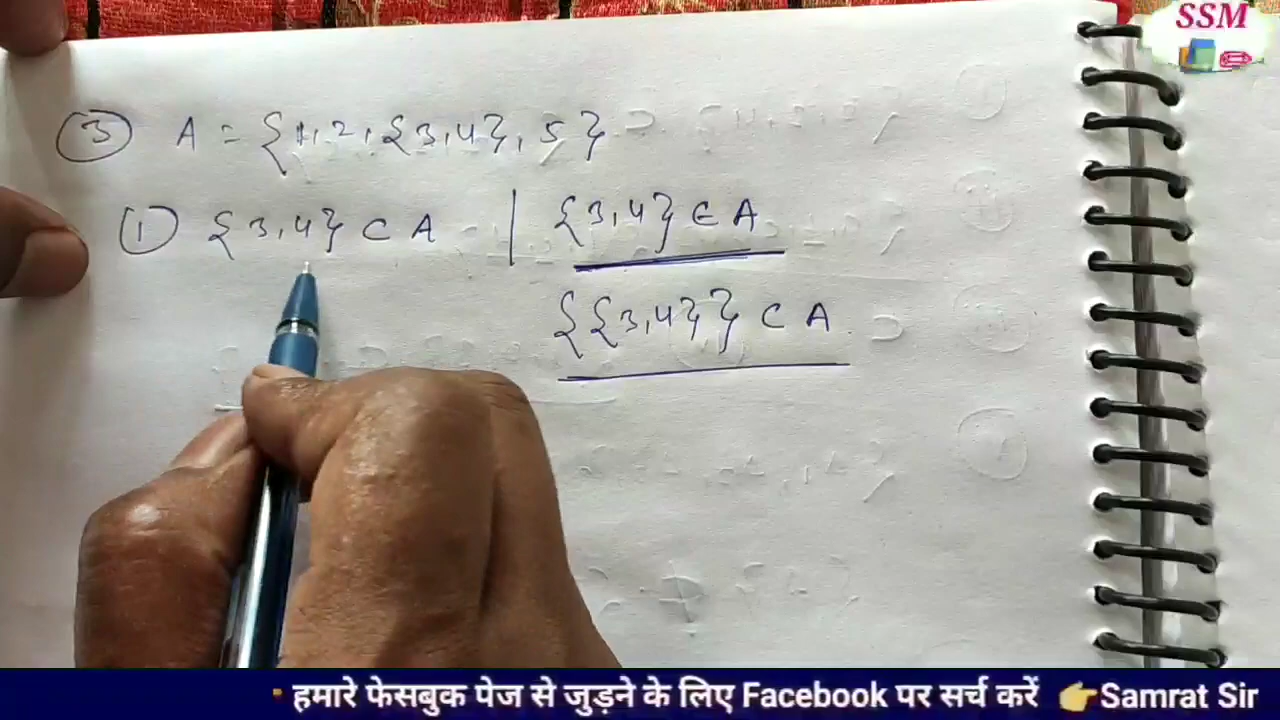 SSM
③ A = {1, 2, {3, 4}, 5}
① {3, 4} ⊂ A | {3, 4} ∈ A
{{3, 4}} ⊂ A
हमारे फेसबुक पेज से जुड़ने के लिए Facebook पर सर्च करें 👉Samrat Sir